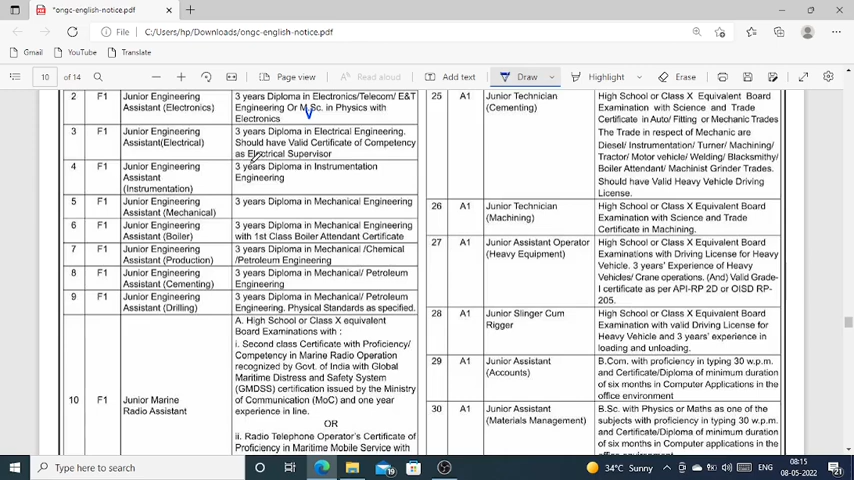 *ongc-english-notice.pdf
File
C:/Users/hp/Downloads/ongc-english-notice.pdf
Gmail
YouTube
Translate
10
of 14
Page view
Read aloud
Add text
Draw
Highlight
Erase
2
F1
Junior Engineering
Assistant (Electronics)
3 years Diploma in Electronics/Telecom/ E&T
Engineering Or M.Sc. in Physics with
Electronics
3
F1
Junior Engineering
Assistant(Electrical)
3 years Diploma in Electrical Engineering.
Should have Valid Certificate of Competency
as Electrical Supervisor
4
F1
Junior Engineering
Assistant
(Instrumentation)
3 years Diploma in Instrumentation
Engineering
5
F1
Junior Engineering
Assistant (Mechanical)
3 years Diploma in Mechanical Engineering
6
F1
Junior Engineering
Assistant (Boiler)
3 years Diploma in Mechanical Engineering
with 1st Class Boiler Attendant Certificate
7
F1
Junior Engineering
Assistant (Production)
3 years Diploma in Mechanical /Chemical
/Petroleum Engineering
8
F1
Junior Engineering
Assistant (Cementing)
3 years Diploma in Mechanical/ Petroleum
Engineering
9
F1
Junior Engineering
Assistant (Drilling)
3 years Diploma in Mechanical/ Petroleum
Engineering. Physical Standards as specified.
10
F1
Junior Marine
Radio Assistant
A. High School or Class X equivalent
Board Examinations with :
i. Second class Certificate with Proficiency/
Competency in Marine Radio Operation
recognized by Govt. of India with Global
Maritime Distress and Safety System
(GMDSS) certification issued by the Ministry
of Communication (MoC) and one year
experience in line.
OR
ii. Radio Telephone Operator's Certificate of
Proficiency in Maritime Mobile Service with
25
A1
Junior Technician
(Cementing)
High School or Class X Equivalent Board
Examination with Science and Trade
Certificate in Auto/ Fitting or Mechanic Trades
The Trade in respect of Mechanic are
Diesel/ Instrumentation/ Turner/ Machining/
Tractor/ Motor vehicle/ Welding/ Blacksmithy/
Boiler Attendant/ Machinist Grinder Trades.
Should have Valid Heavy Vehicle Driving
License.
26
A1
Junior Technician
(Machining)
High School or Class X Equivalent Board
Examination with Science and Trade
Certificate in Machining.
27
A1
Junior Assistant Operator
(Heavy Equipment)
High School or Class X Equivalent Board
Examinations with Driving License for Heavy
Vehicle. 3 years' Experience of Heavy
Vehicles/ Crane operations. (And) Valid Grade-
I certificate as per API-RP 2D or OISD RP-
205.
28
A1
Junior Slinger Cum
Rigger
High School or Class X Equivalent Board
Examination with valid Driving License for
Heavy Vehicle and 3 years' experience in
loading and unloading.
29
A1
Junior Assistant
(Accounts)
B.Com. with proficiency in typing 30 w.p.m.
and Certificate/Diploma of minimum duration
of six months in Computer Applications in the
office environment
30
A1
Junior Assistant
(Materials Management)
B.Sc. with Physics or Maths as one of the
subjects with proficiency in typing 30 w.p.m.
and Certificate/Diploma of minimum duration
of six months in Computer applications in the
office environment
Type here to search
19
34°C Sunny
ENG
08:15
08-05-2022
21